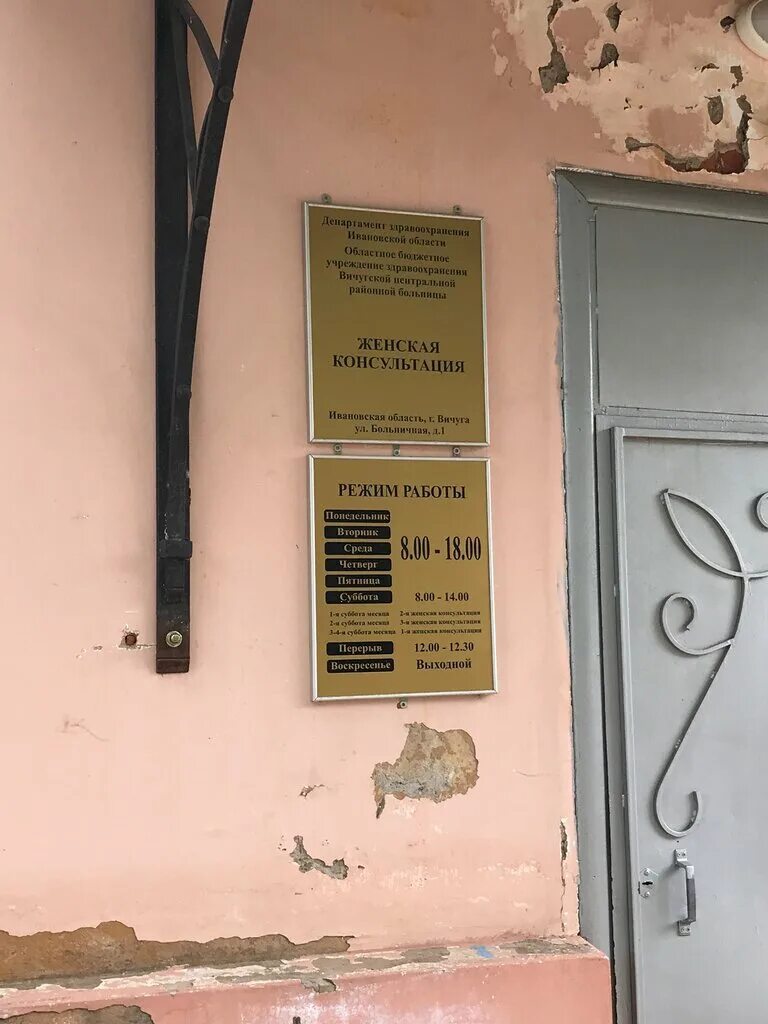 Департамент здравоохранения
Ивановской области
Областное бюджетное
учреждение здравоохранения
Вичугской центральной
районной больницы
ЖЕНСКАЯ
КОНСУЛЬТАЦИЯ
Ивановская область, г. Вичуга
ул. Больничная, д.1
РЕЖИМ РАБОТЫ
Понедельник
Вторник
Среда 8.00 - 18.00
Четверг
Пятница
Суббота 8.00 - 14.00
1-я суббота месяца 2-я женская консультация
2-я суббота месяца 3-я женская консультация
3-4-я суббота месяца 1-я женская консультация
Перерыв 12.00 - 12.30
Воскресенье Выходной